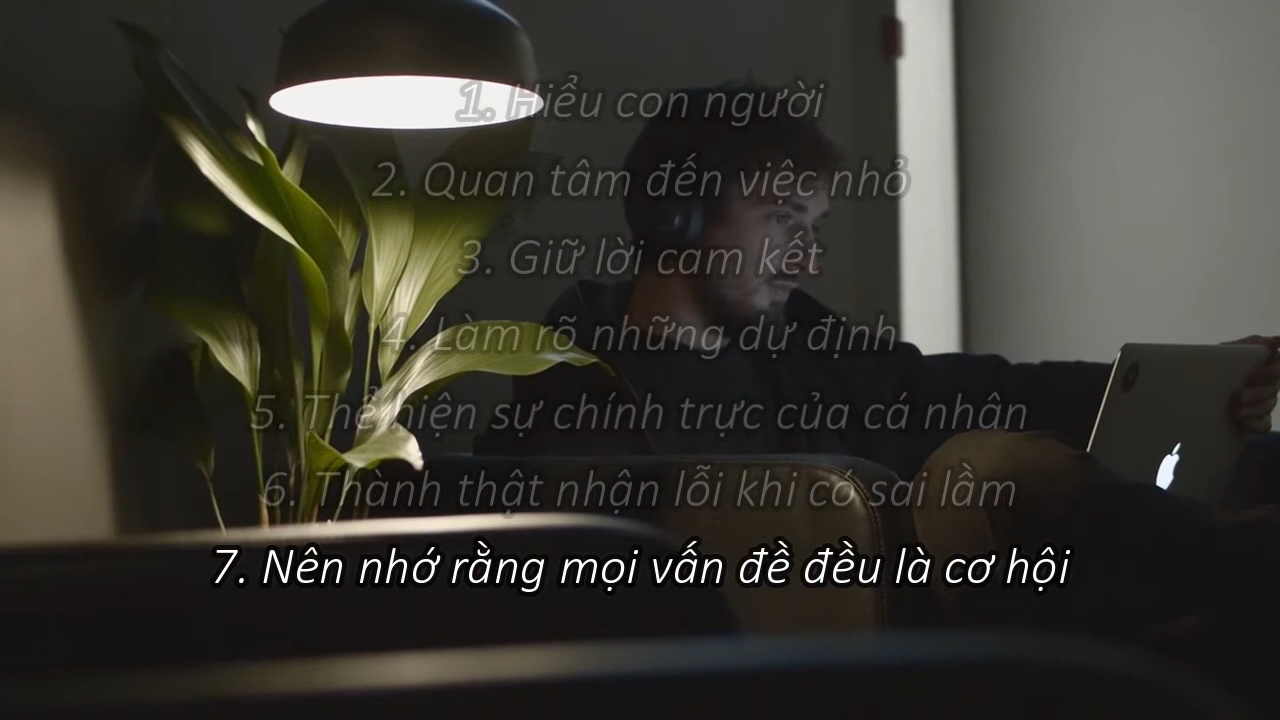 1. Hiểu con người
2. Quan tâm đến việc nhỏ
3. Giữ lời cam kết
4. Làm rõ những dự định
5. Thể hiện sự chính trực của cá nhân
6. Thành thật nhận lỗi khi có sai lầm
7. Nên nhớ rằng mọi vấn đề đều là cơ hội